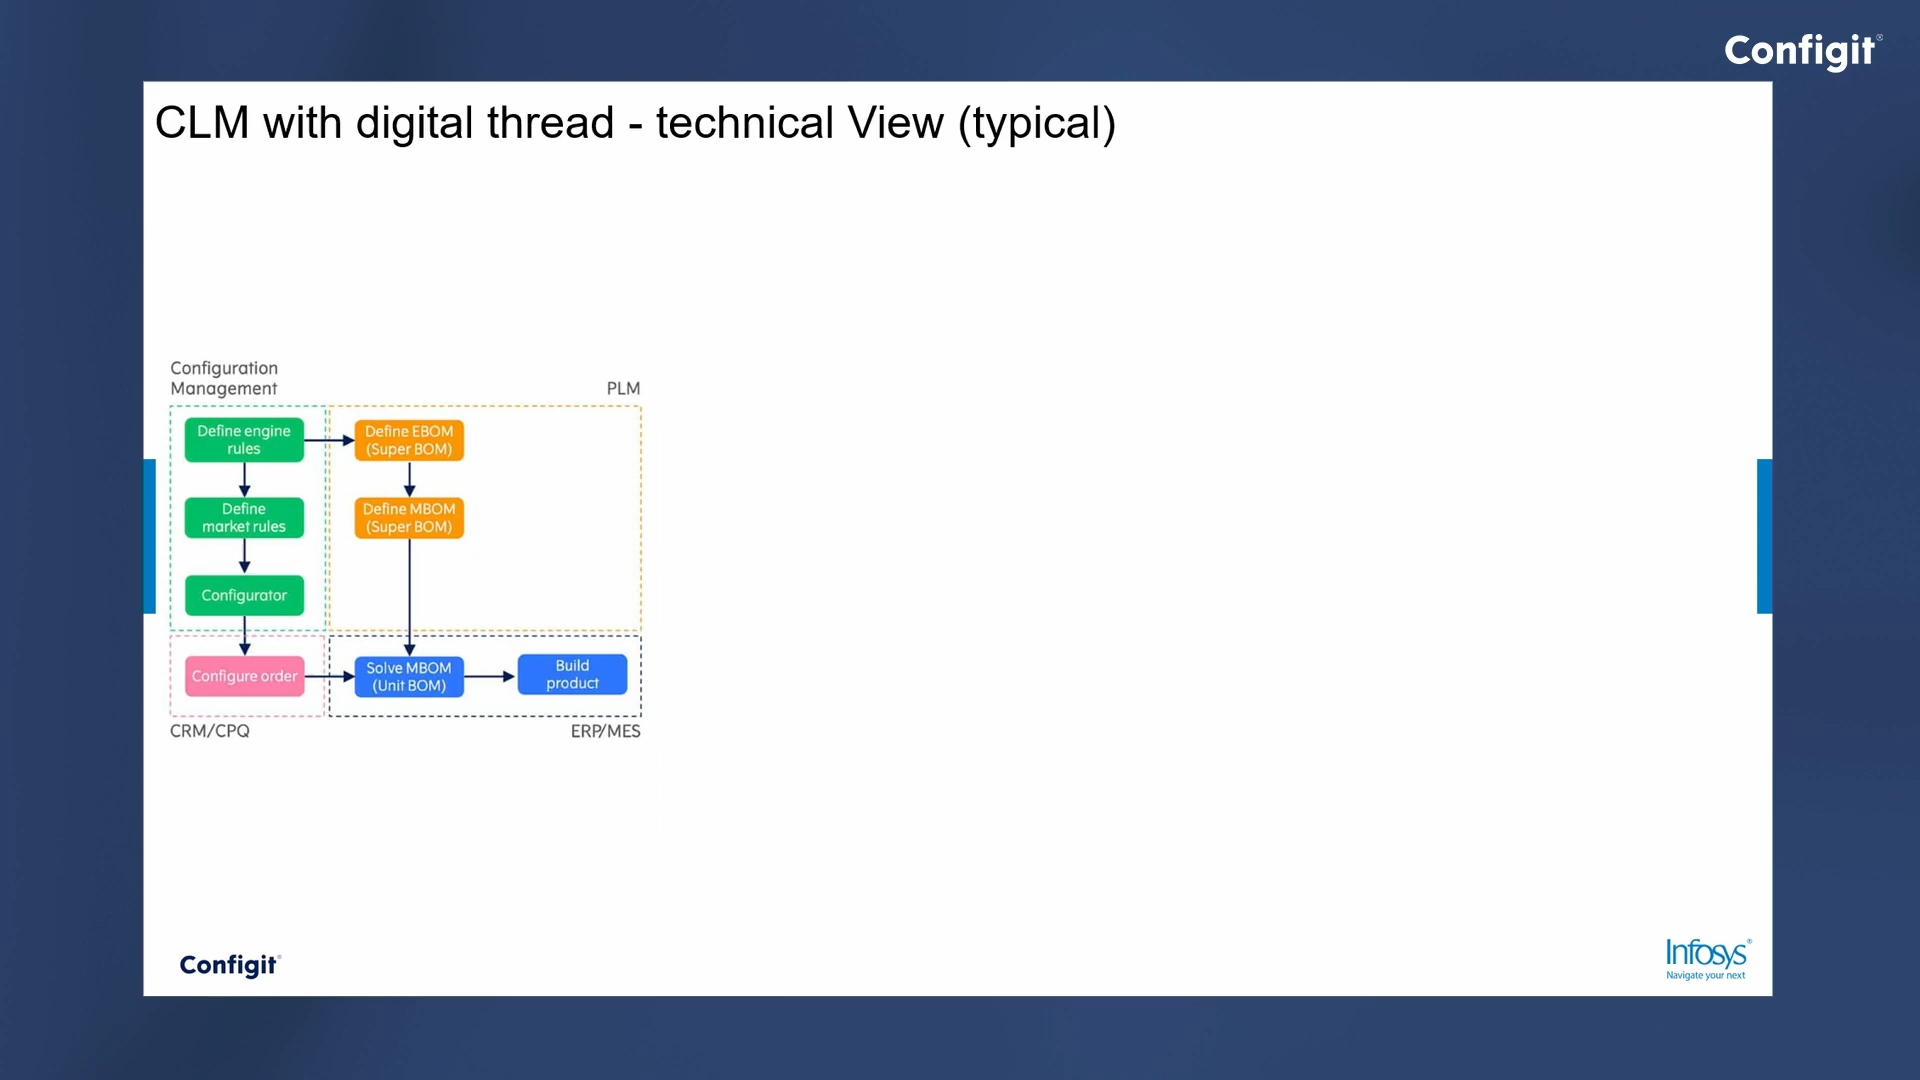 Configit®
CLM with digital thread - technical View (typical)
Configuration
Management
PLM
Define engine
rules
Define EBOM
(Super BOM)
Define
market rules
Define MBOM
(Super BOM)
Configurator
Configure order
Solve MBOM
(Unit BOM)
Build
product
CRM/CPQ
ERP/MES
Configit®
Infosys®
Navigate your next